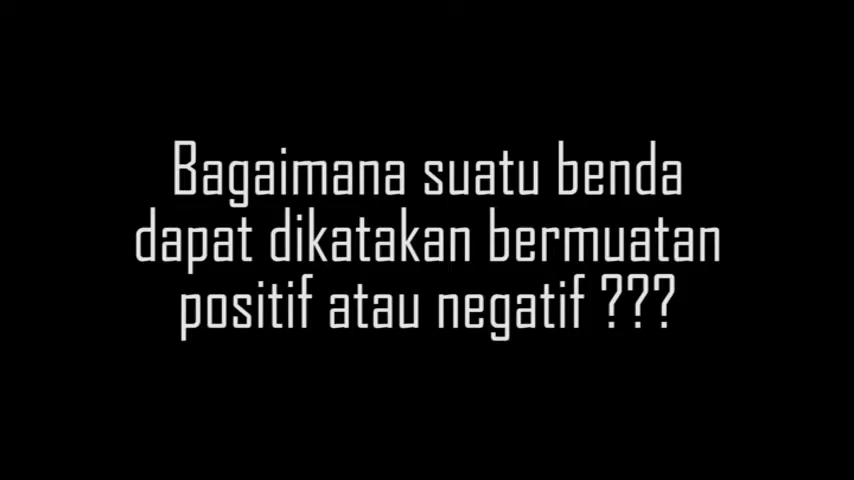 Bagaimana suatu benda
dapat dikatakan bermuatan
positif atau negatif ???